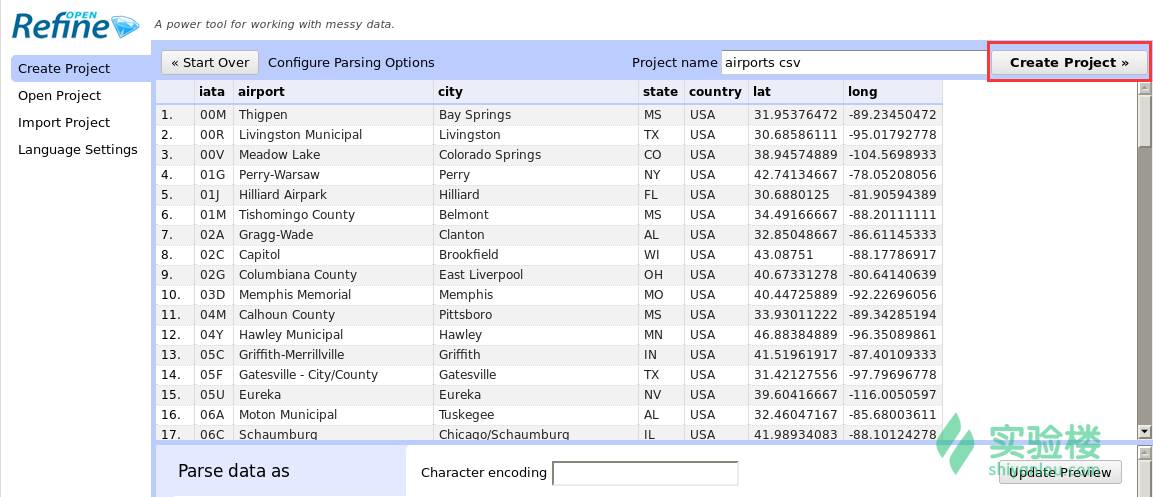 OPEN
Refine
A power tool for working with messy data.
Create Project
Open Project
Import Project
Language Settings
« Start Over Configure Parsing Options Project name airports csv Create Project »
iata airport city state country lat long
1. 00M Thigpen Bay Springs MS USA 31.95376472 -89.23450472
2. 00R Livingston Municipal Livingston TX USA 30.68586111 -95.01792778
3. 00V Meadow Lake Colorado Springs CO USA 38.94574889 -104.5698933
4. 01G Perry-Warsaw Perry NY USA 42.74134667 -78.05208056
5. 01J Hilliard Airpark Hilliard FL USA 30.6880125 -81.90594389
6. 01M Tishomingo County Belmont MS USA 34.49166667 -88.20111111
7. 02A Gragg-Wade Clanton AL USA 32.85048667 -86.61145333
8. 02C Capitol Brookfield WI USA 43.08751 -88.17786917
9. 02G Columbiana County East Liverpool OH USA 40.67331278 -80.64140639
10. 03D Memphis Memorial Memphis MO USA 40.44725889 -92.22696056
11. 04M Calhoun County Pittsboro MS USA 33.93011222 -89.34285194
12. 04Y Hawley Municipal Hawley MN USA 46.88384889 -96.35089861
13. 05C Griffith-Merrillville Griffith IN USA 41.51961917 -87.40109333
14. 05F Gatesville - City/County Gatesville TX USA 31.42127556 -97.79696778
15. 05U Eureka Eureka NV USA 39.60416667 -116.0050597
16. 06A Moton Municipal Tuskegee AL USA 32.46047167 -85.68003611
17. 06C Schaumburg Chicago/Schaumburg IL USA 41.98934083 -88.10124278
实验楼
shiyanlou.com
Parse data as Character encoding Update Preview